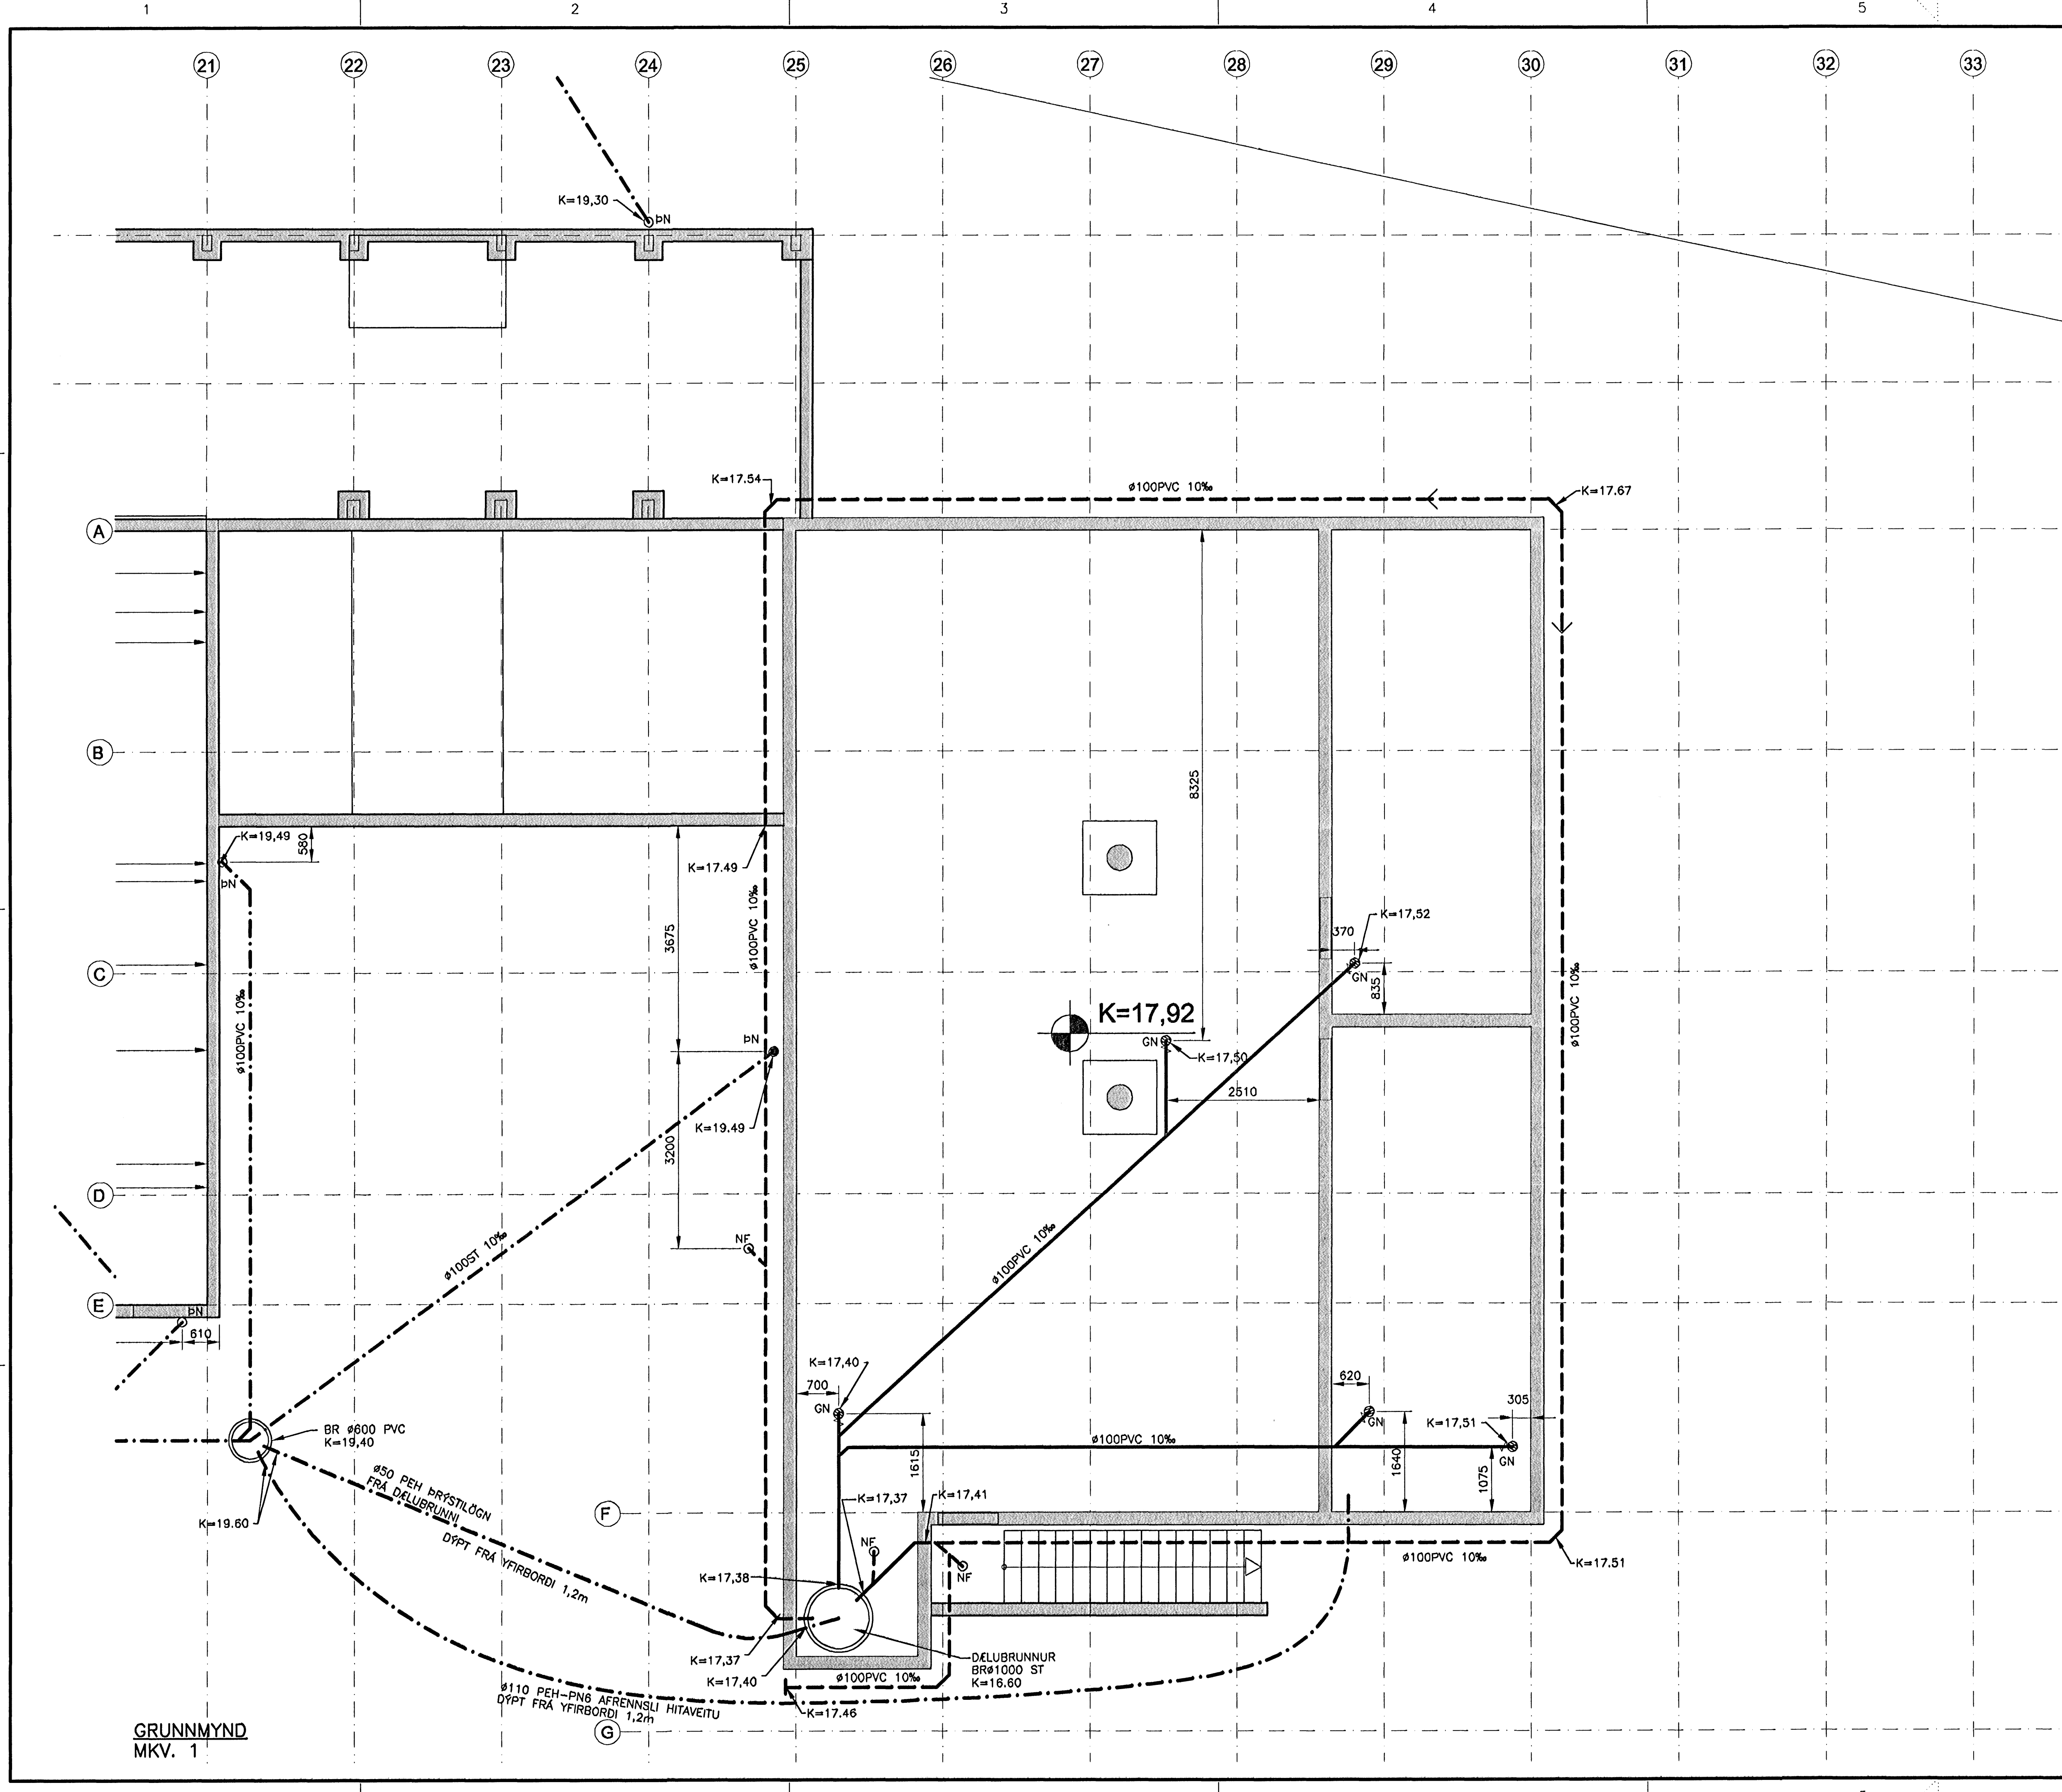 1
2
3
4
5
21
22
23
24
25
26
27
28
29
30
31
32
33
K=19,30
ÞN
K=17.54
ø100PVC 10‰
K=17.67
A
B
8325
K=19,49
580
ÞN
K=17.49
ø100PVC 10‰
3675
K=17,52
370
GN
835
C
ø100PVC 10‰
ø100PVC 10‰
K=17,92
ÞN
GN
K=17,50
2510
K=19.49
3200
D
NF
ø100ST 10‰
ø100PVC 10‰
E
ÞN
610
K=17,40
700
GN
620
GN
305
K=17,51
GN
BR ø600 PVC
K=19,40
ø100PVC 10‰
1615
1640
1075
ø50 PEH ÞRÝSTILÖGN
FRÁ DÆLUBRUNNI
K=19.60
K=17,37
K=17,41
F
DÝPT FRÁ YFIRBORDI 1,2m
NF
NF
K=17,38
ø100PVC 10‰
K=17.51
K=17,37
K=17,40
DÆLUBRUNNUR
BRø1000 ST
K=16.60
ø100PVC 10‰
ø110 PEH-PN6 AFRENNSLI HITAVEITU
DÝPT FRÁ YFIRBORDI 1,2m
K=17.46
G
GRUNNMYND
MKV. 1